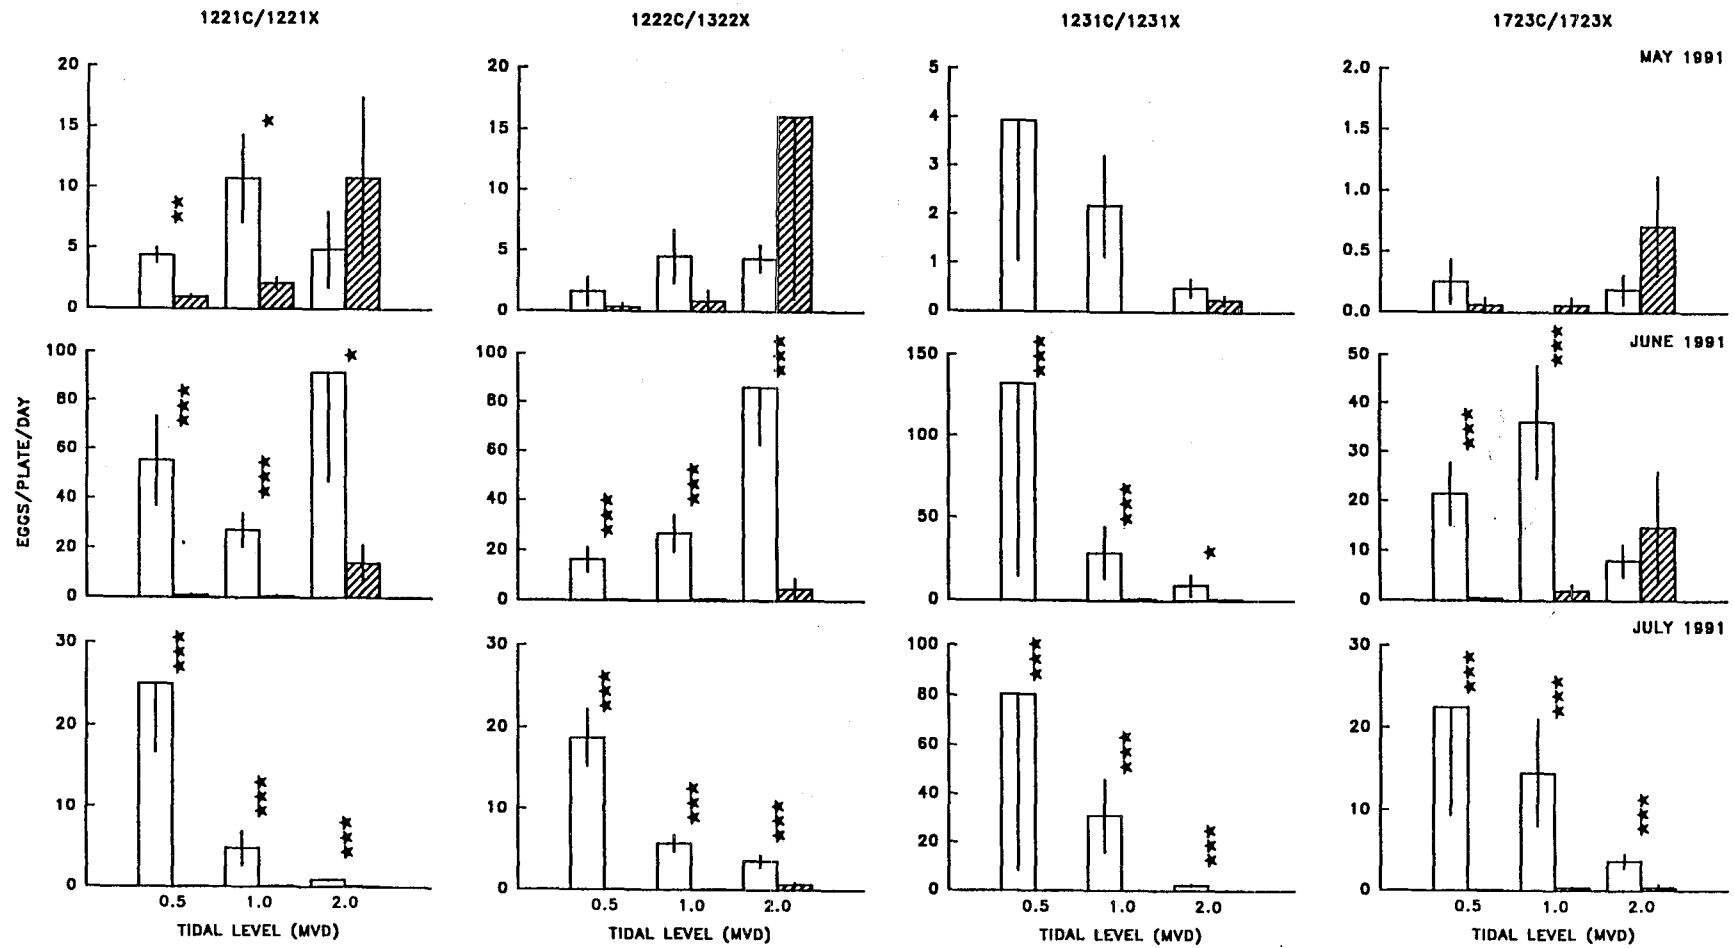 1221C/1221X 1222C/1322X 1231C/1231X 1723C/1723X
MAY 1991
20 20 5 2.0
15 15 4 1.5
10 10 3 1.0
5 5 2 0.5
0 0 1 0.0
0
★★ ★
JUNE 1991
EGGS/PLATE/DAY
100 100 150 50
80 80 100 40
60 60 50 30
40 40 0 20
20 20 10
0 0 0
★★★ ★★★ ★ ★★★ ★★★ ★★★ ★★★ ★★★ ★ ★★★ ★★★
JULY 1991
30 30 100 30
20 20 80 20
10 10 60 10
0 0 40 0
20
0
★★★ ★★★ ★★★ ★★★ ★★★ ★★★ ★★★ ★★★ ★★★ ★★★ ★★★ ★★★
0.5 1.0 2.0 0.5 1.0 2.0 0.5 1.0 2.0 0.5 1.0 2.0
TIDAL LEVEL (MVD) TIDAL LEVEL (MVD) TIDAL LEVEL (MVD) TIDAL LEVEL (MVD)